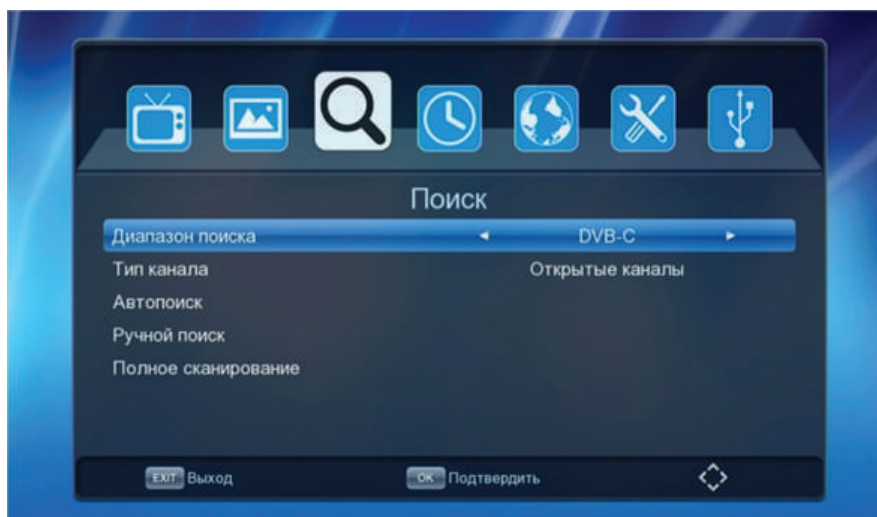 Поиск
Диапазон поиска DVB-C
Тип канала Открытые каналы
Автопоиск
Ручной поиск
Полное сканирование
EXIT Выход OK Подтвердить